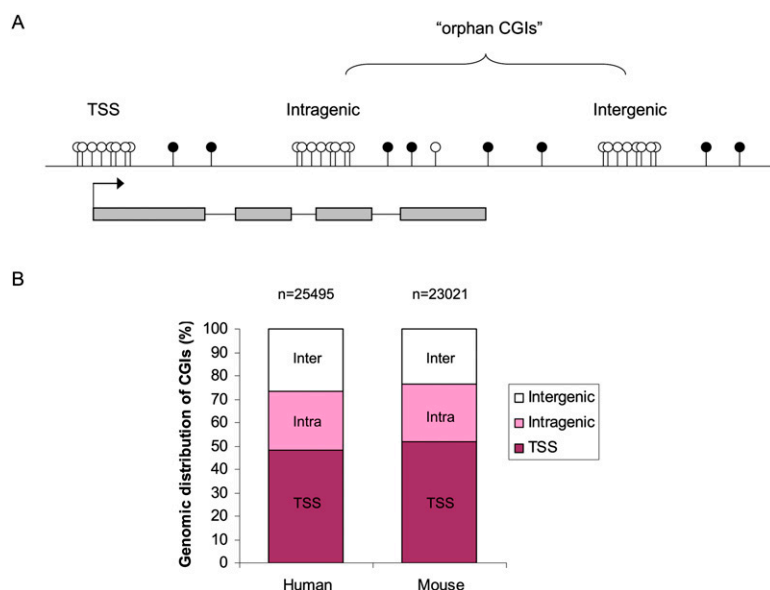 A
“orphan CGIs”
TSS Intragenic Intergenic
B
n=25495 n=23021
Genomic distribution of CGIs (%)
100
90
80
70
60
50
40
30
20
10
0
Inter Inter
Intra Intra
TSS TSS
Intergenic
Intragenic
TSS
Human Mouse